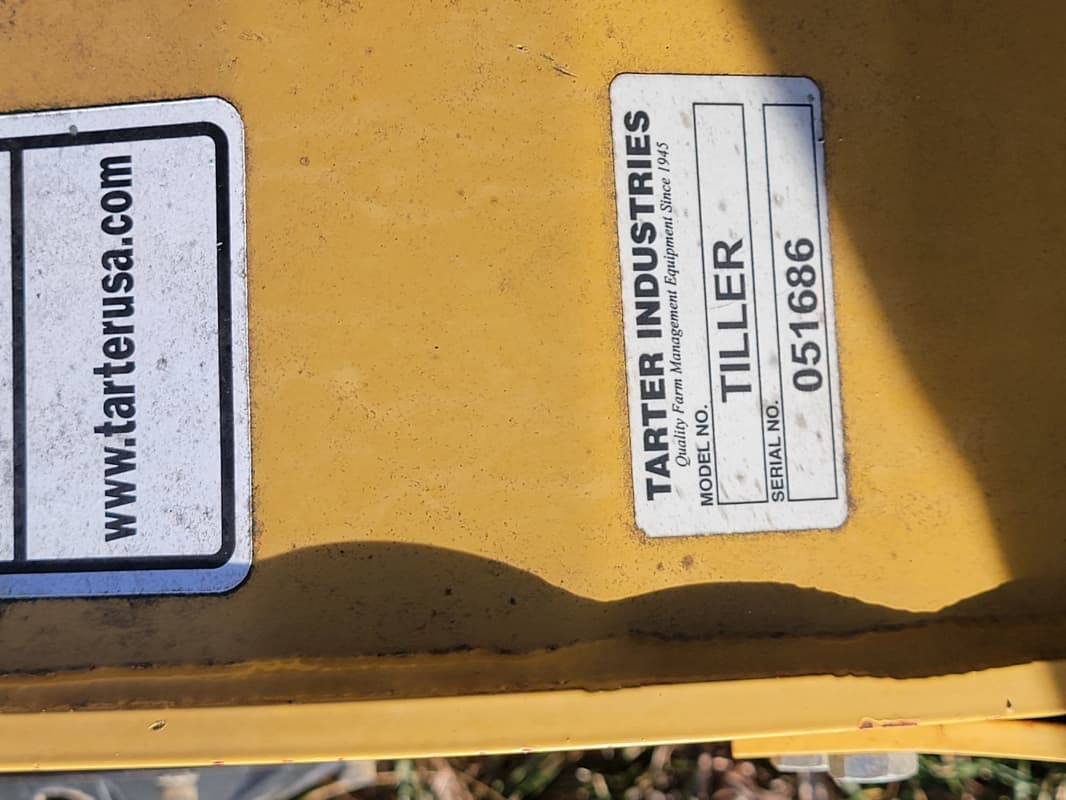 www.tarterusa.com
TARTER INDUSTRIES
Quality Farm Management Equipment Since 1945
MODEL NO.
TILLER
SERIAL NO.
051686